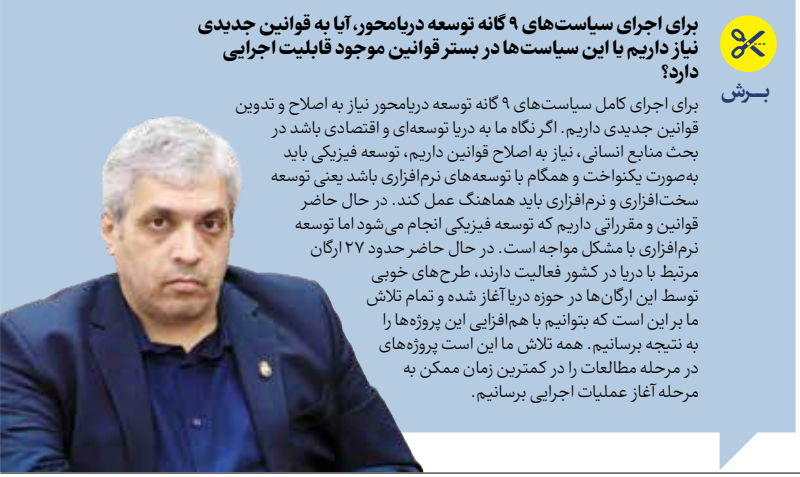 برای اجرای سیاست‌های ۹ گانه توسعه دریامحور، آیا به قوانین جدیدی
نیاز داریم یا این سیاست‌ها در بستر قوانین موجود قابلیت اجرایی
دارد؟
بـرش
برای اجرای کامل سیاست‌های ۹ گانه توسعه دریامحور نیاز به اصلاح و تدوین
قوانین جدیدی داریم. اگر نگاه ما به دریا توسعه‌ای و اقتصادی باشد در
بحث منابع انسانی، نیاز به اصلاح قوانین داریم، توسعه فیزیکی باید
به‌صورت یکنواخت و همگام با توسعه‌های نرم‌افزاری باشد یعنی توسعه
سخت‌افزاری و نرم‌افزاری باید هماهنگ عمل کند. در حال حاضر
قوانین و مقرراتی داریم که توسعه فیزیکی انجام می‌شود اما توسعه
نرم‌افزاری با مشکل مواجه است. در حال حاضر حدود ۲۷ ارگان
مرتبط با دریا در کشور فعالیت دارند، طرح‌های خوبی
توسط این ارگان‌ها در حوزه دریا آغاز شده و تمام تلاش
ما بر این است که بتوانیم با هم‌افزایی این پروژه‌ها را
به نتیجه برسانیم. همه تلاش ما این است پروژه‌های
در مرحله مطالعات را در کمترین زمان ممکن به
مرحله آغاز عملیات اجرایی برسانیم.